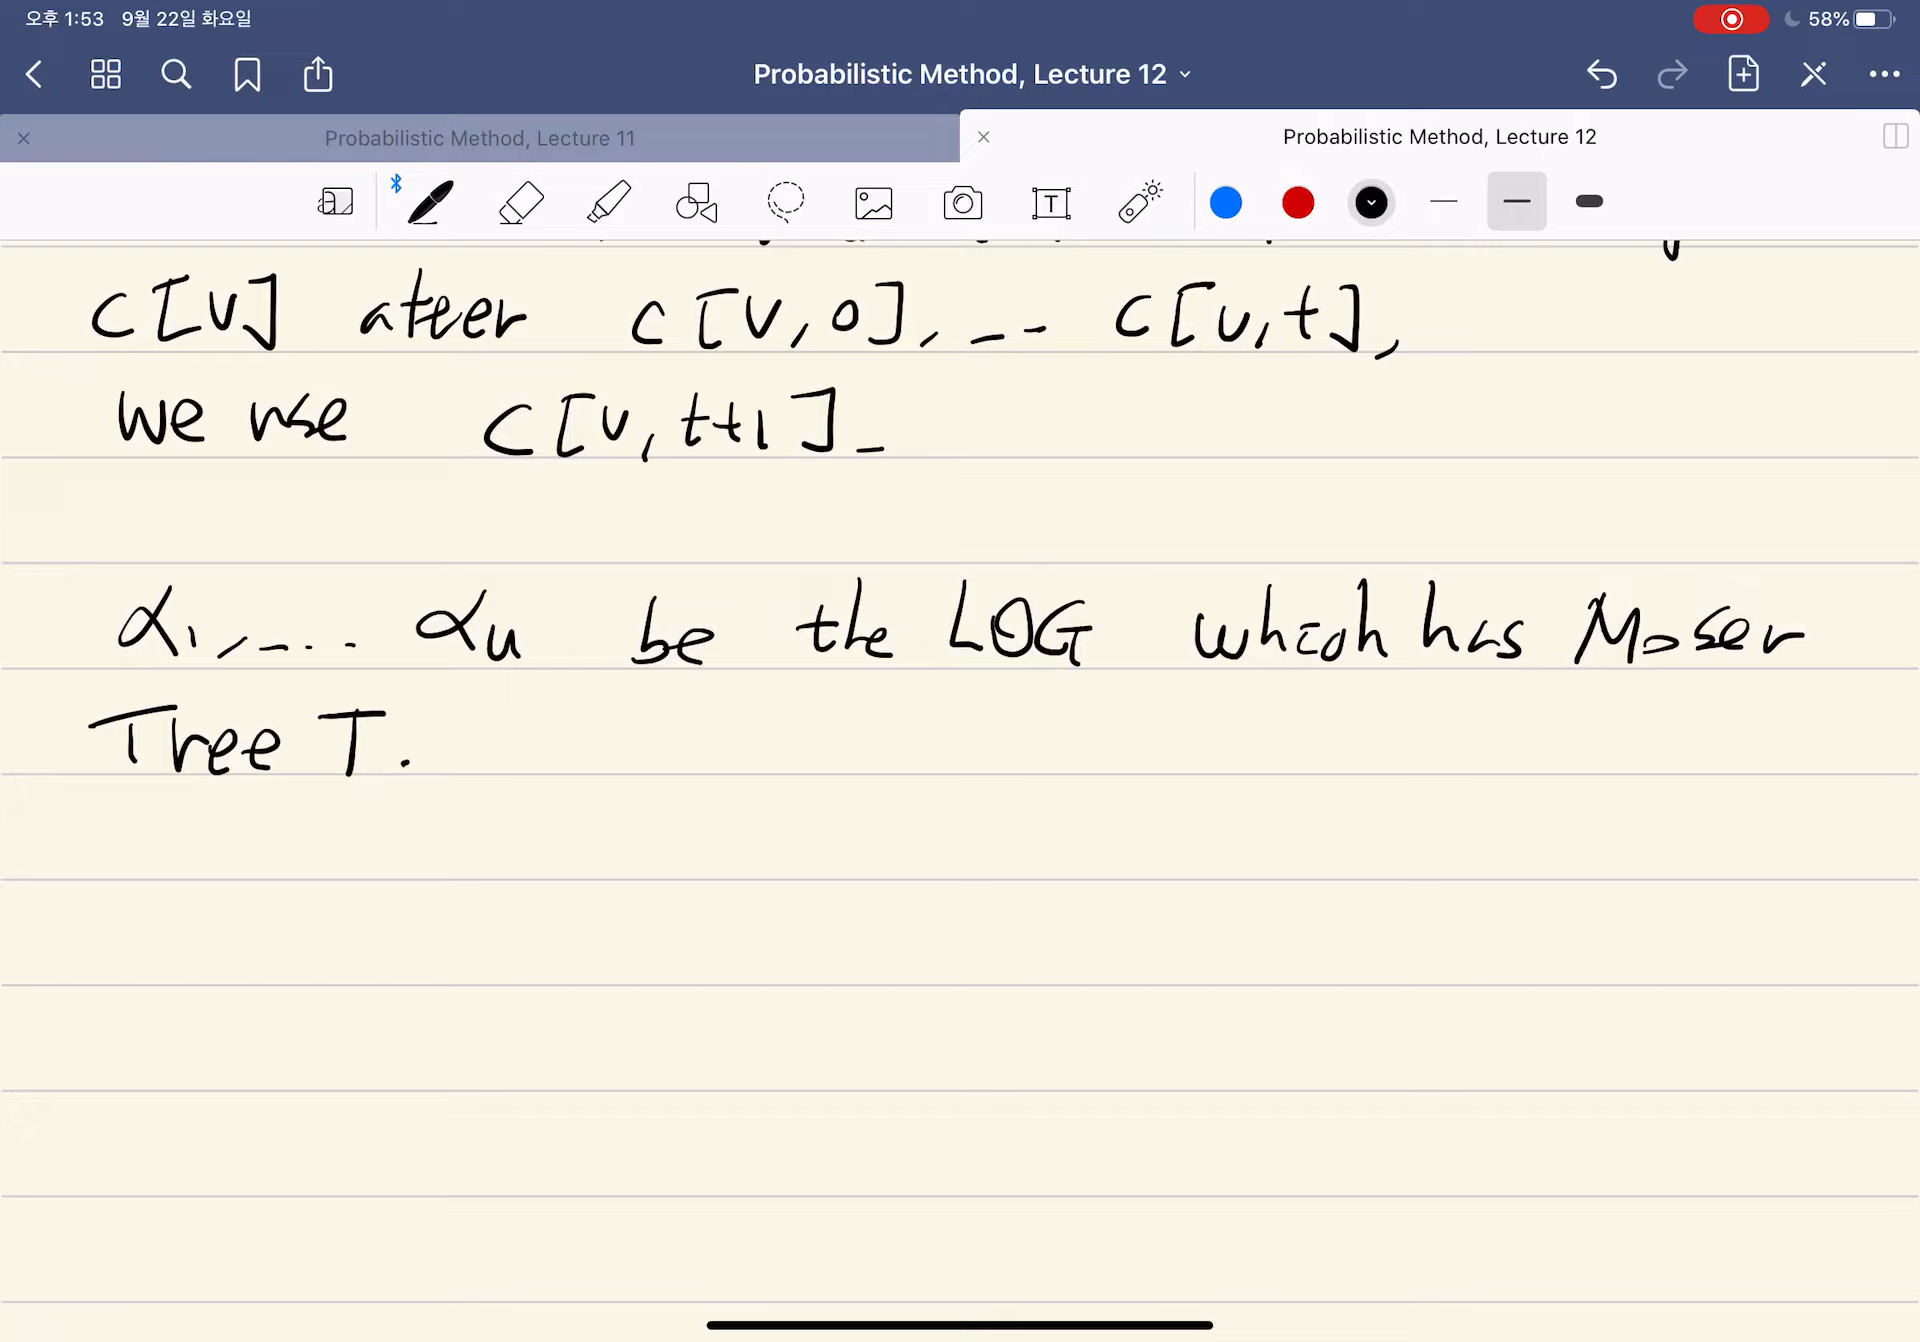 오후 1:53 9월 22일 화요일 58%
Probabilistic Method, Lecture 12
Probabilistic Method, Lecture 11 Probabilistic Method, Lecture 12
C[v] after C[v,0], ... C[v,t],
we use C[v,t+1].
α₁, .... αu be the LOG which has Moser
Tree T.